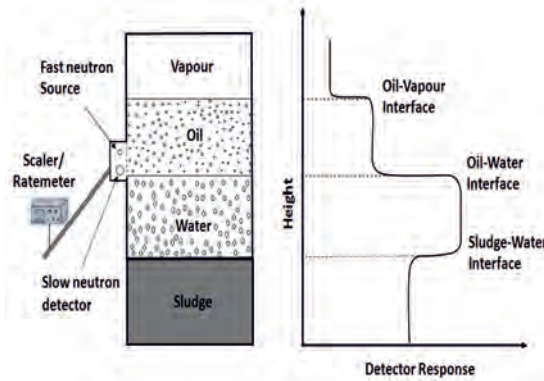 Fast neutron
Source
Scaler/
Ratemeter
Slow neutron
detector
Vapour
Oil
Water
Sludge
Height
Oil-Vapour
Interface
Oil-Water
Interface
Sludge-Water
Interface
Detector Response